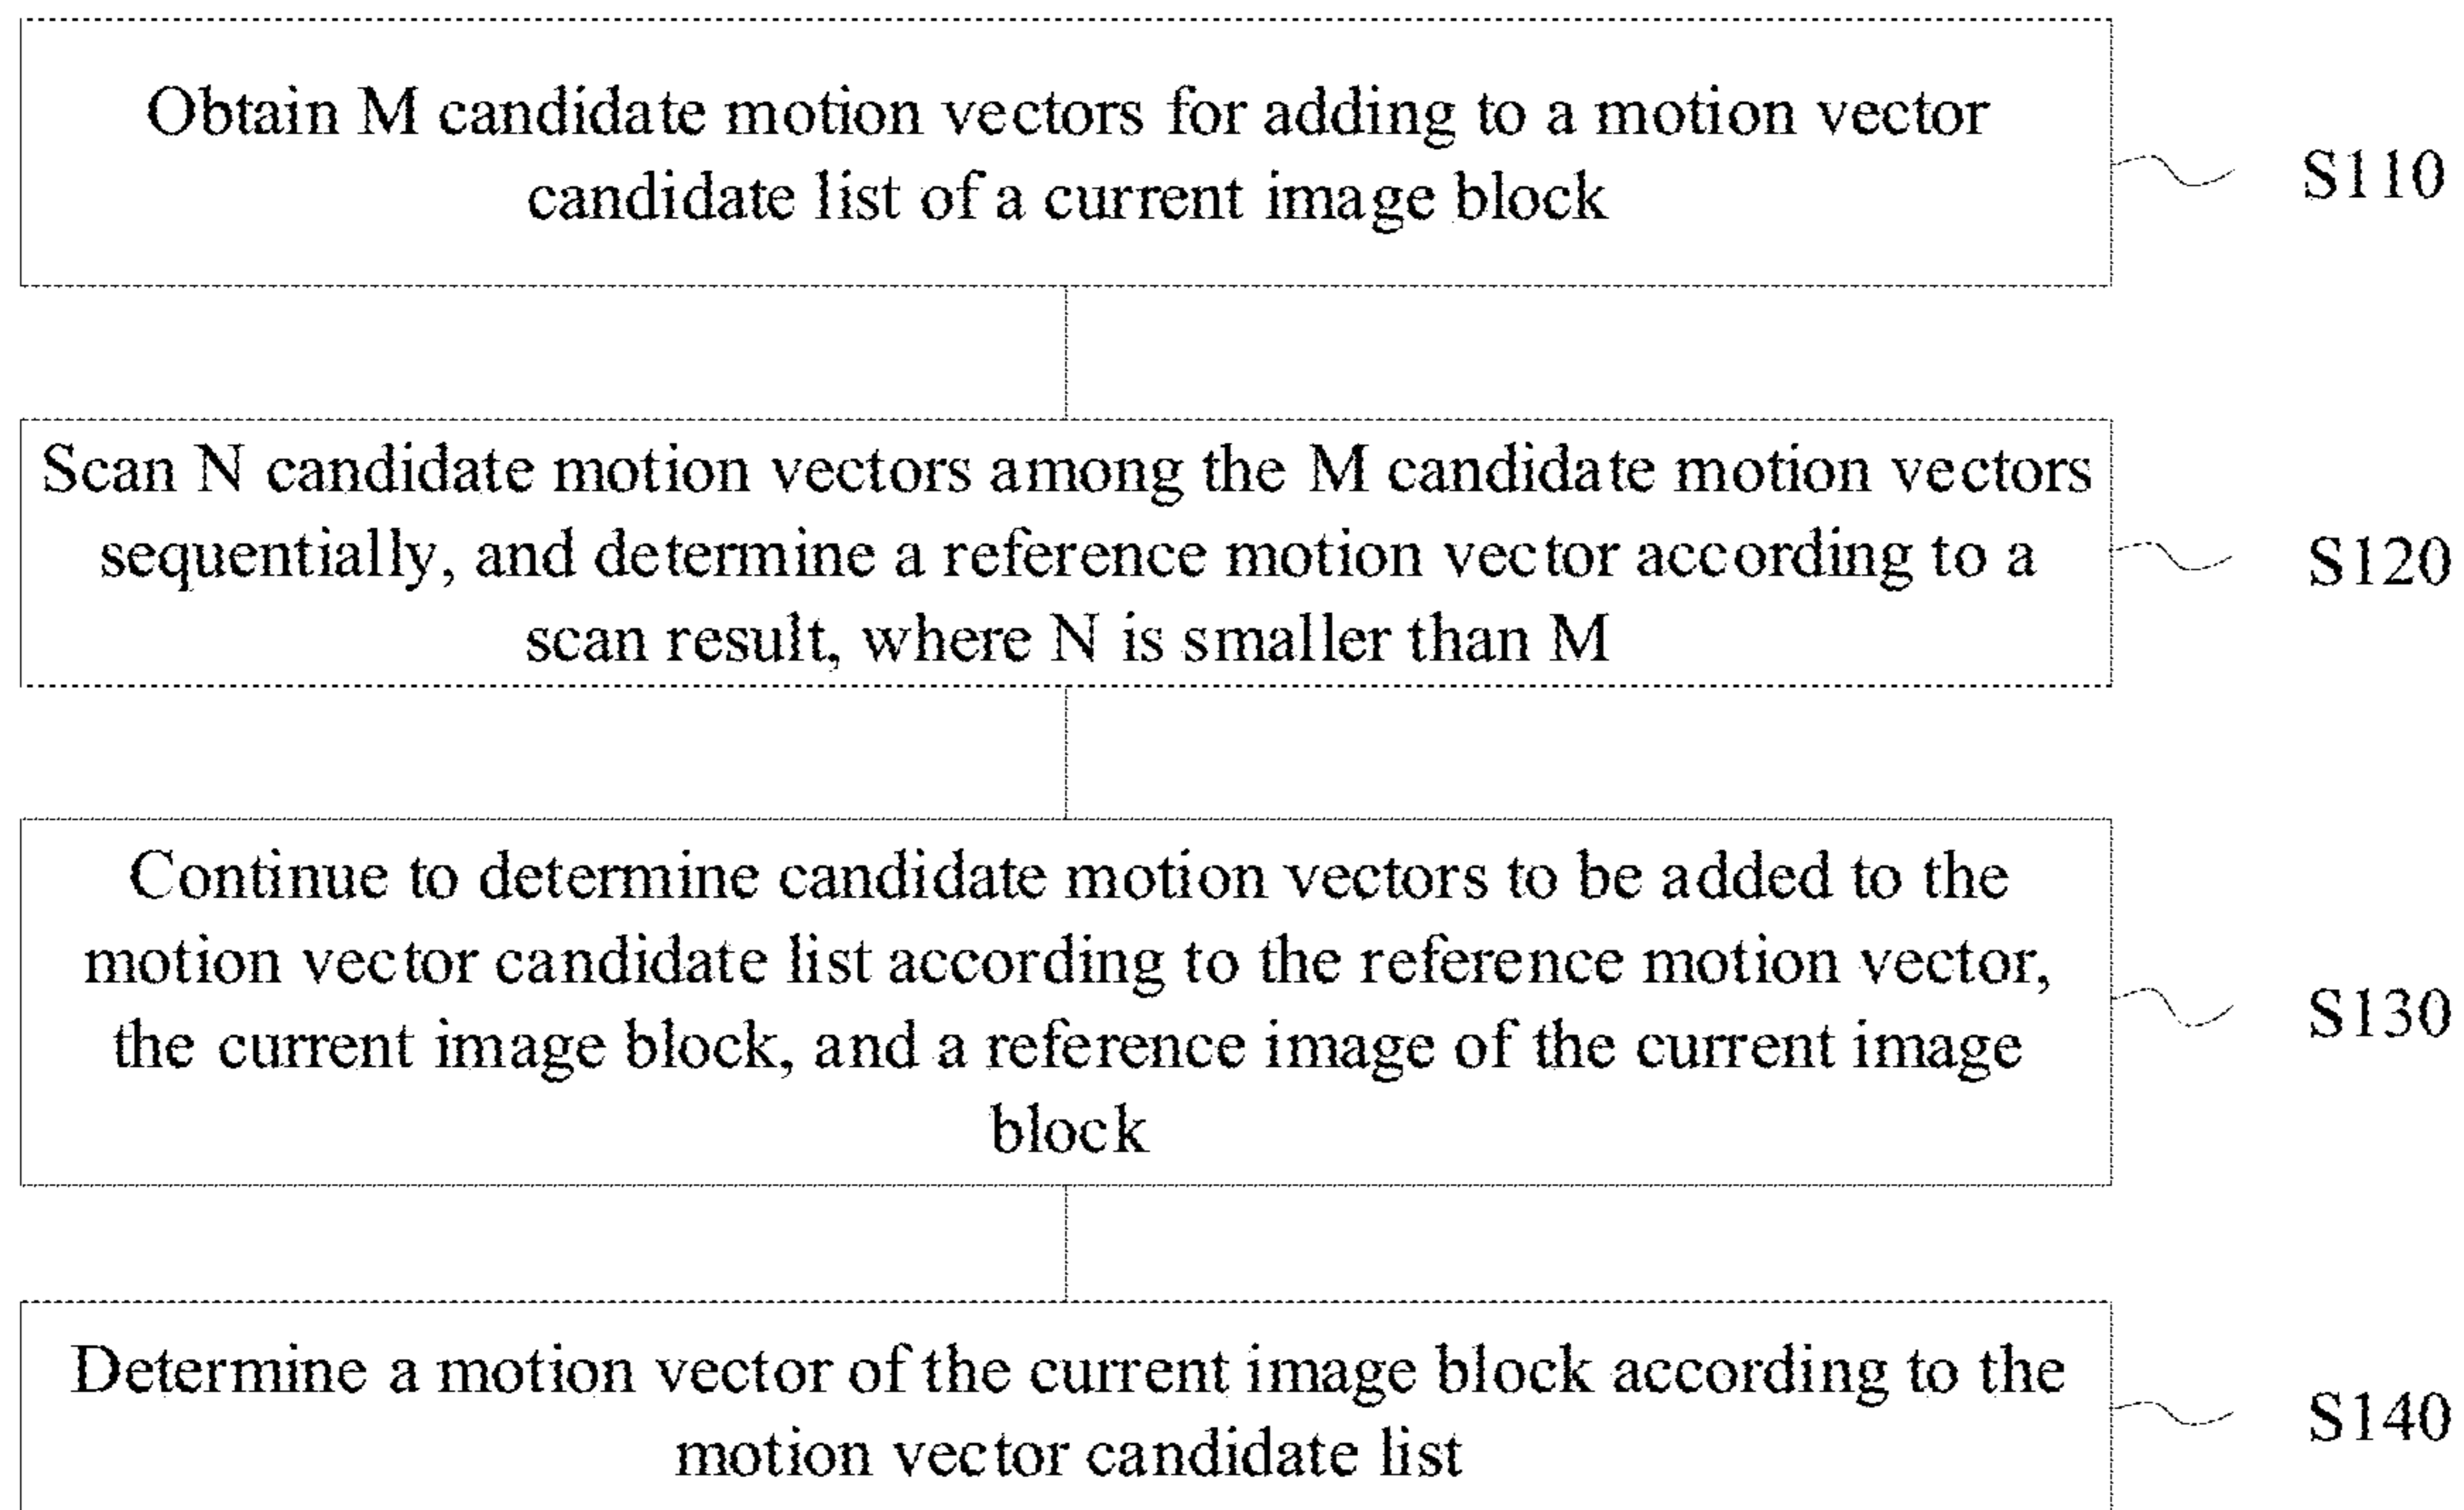 Obtain M candidate motion vectors for adding to a motion vector
candidate list of a current image block
S110
Scan N candidate motion vectors among the M candidate motion vectors
sequentially, and determine a reference motion vector according to a
scan result, where N is smaller than M
S120
Continue to determine candidate motion vectors to be added to the
motion vector candidate list according to the reference motion vector,
the current image block, and a reference image of the current image
block
S130
Determine a motion vector of the current image block according to the
motion vector candidate list
S140